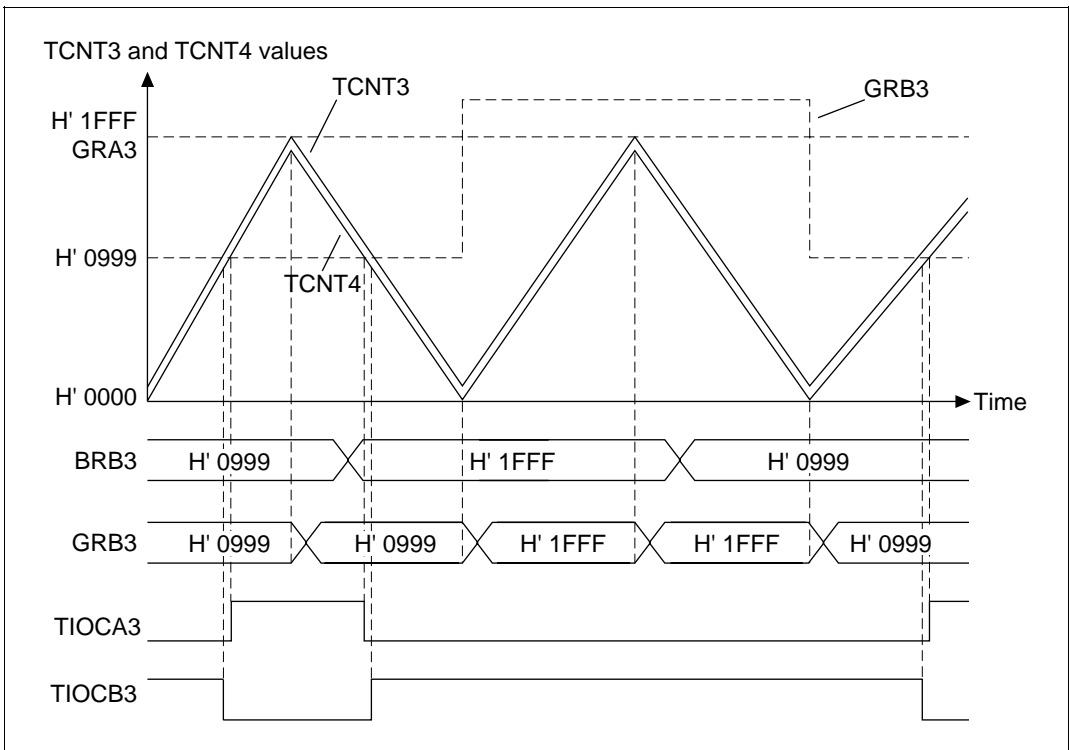 TCNT3 and TCNT4 values
TCNT3
GRB3
H' 1FFF
GRA3
H' 0999
TCNT4
H' 0000
Time
BRB3
H' 0999
H' 1FFF
H' 0999
GRB3
H' 0999
H' 0999
H' 1FFF
H' 1FFF
H' 0999
TIOCA3
TIOCB3